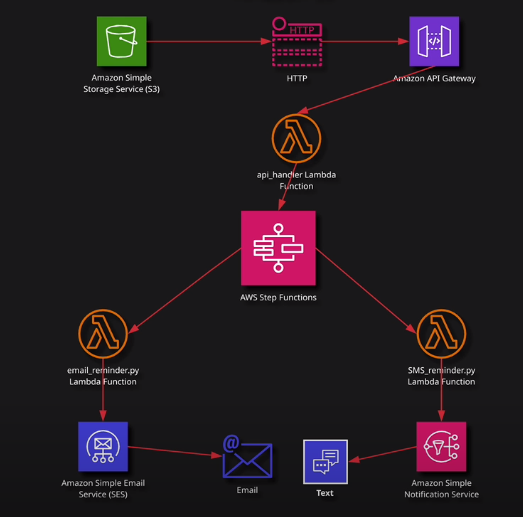 HTTP
Amazon Simple
Storage Service (S3)
HTTP
Amazon API Gateway
api_handler Lambda
Function
AWS Step Functions
email_reminder.py
Lambda Function
SMS_reminder.py
Lambda Function
@
Amazon Simple Email
Service (SES)
Email
Text
Amazon Simple
Notification Service